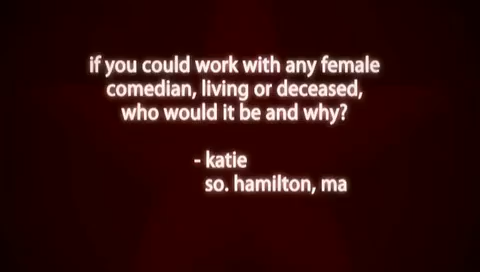 if you could work with any female
comedian, living or deceased,
who would it be and why?
- katie
so. hamilton, ma